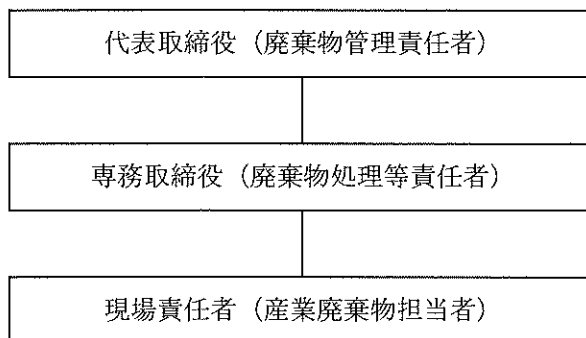 代表取締役（廃棄物管理責任者）
専務取締役（廃棄物処理等責任者）
現場責任者（産業廃棄物担当者）